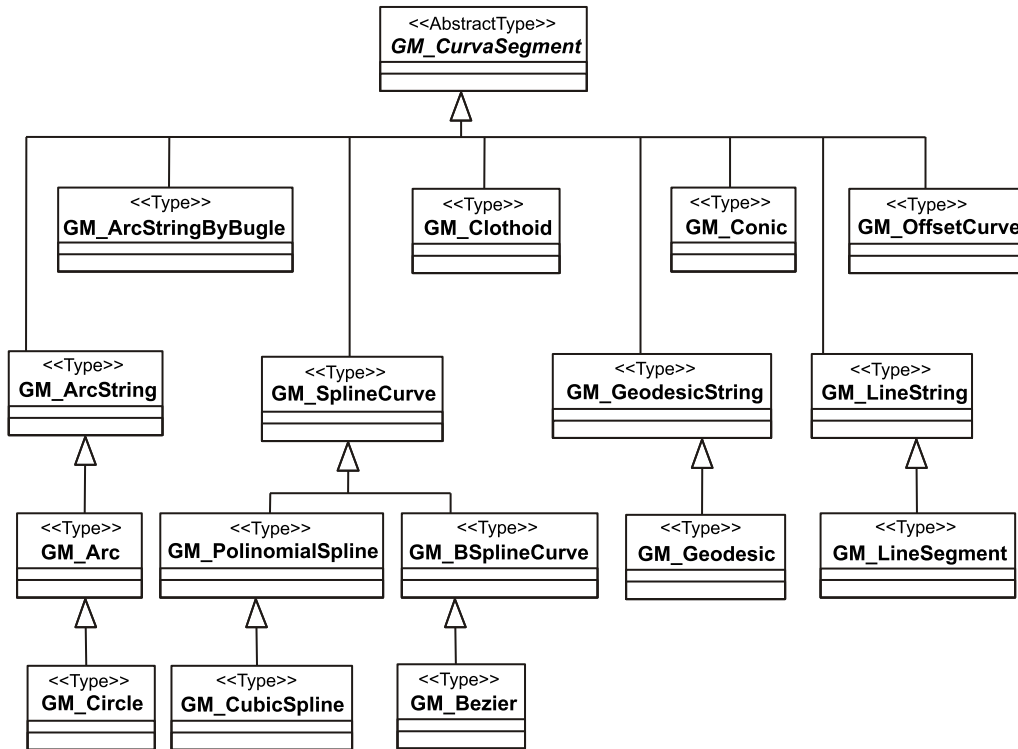 <<AbstractType>>
GM_CurvaSegment
<<Type>>
GM_ArcStringByBugle
<<Type>>
GM_Clothoid
<<Type>>
GM_Conic
<<Type>>
GM_OffsetCurve
<<Type>>
GM_ArcString
<<Type>>
GM_SplineCurve
<<Type>>
GM_GeodesicString
<<Type>>
GM_LineString
<<Type>>
GM_Arc
<<Type>>
GM_PolinomialSpline
<<Type>>
GM_BSplineCurve
<<Type>>
GM_Geodesic
<<Type>>
GM_LineSegment
<<Type>>
GM_Circle
<<Type>>
GM_CubicSpline
<<Type>>
GM_Bezier